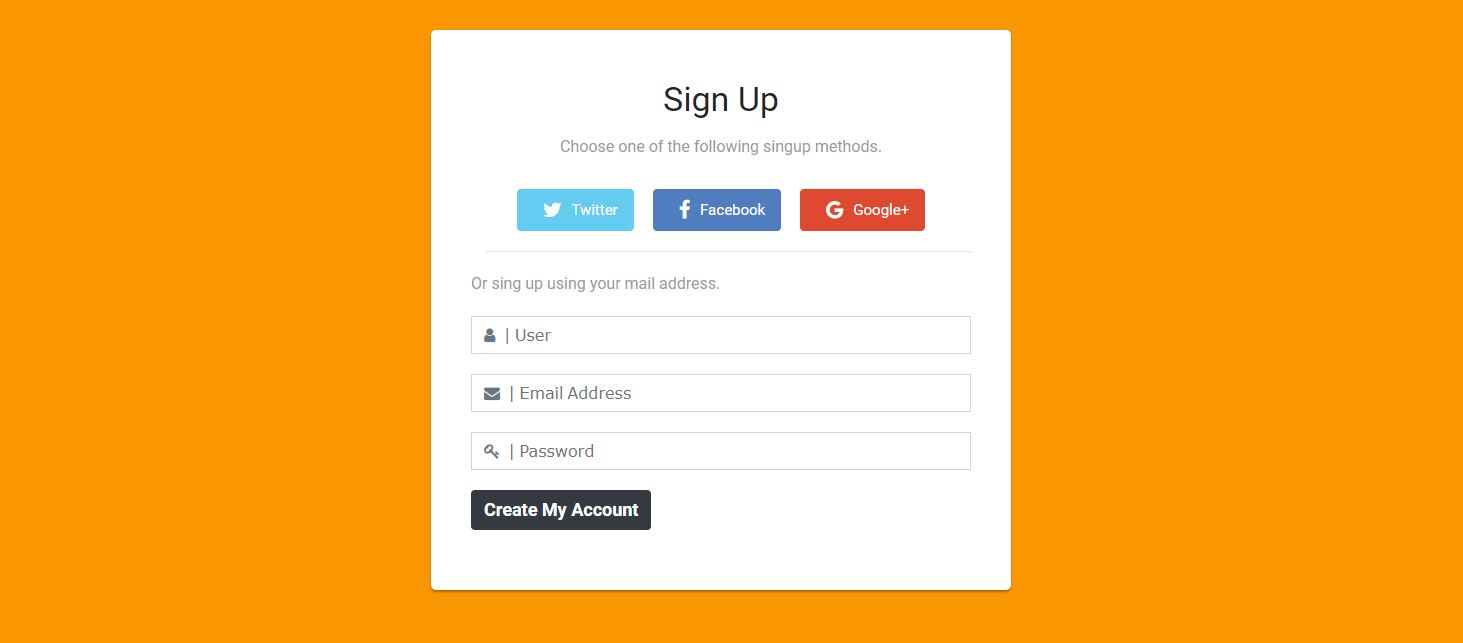 Sign Up
Choose one of the following singup methods.
Twitter Facebook Google+
Or sing up using your mail address.
| User
| Email Address
| Password
Create My Account